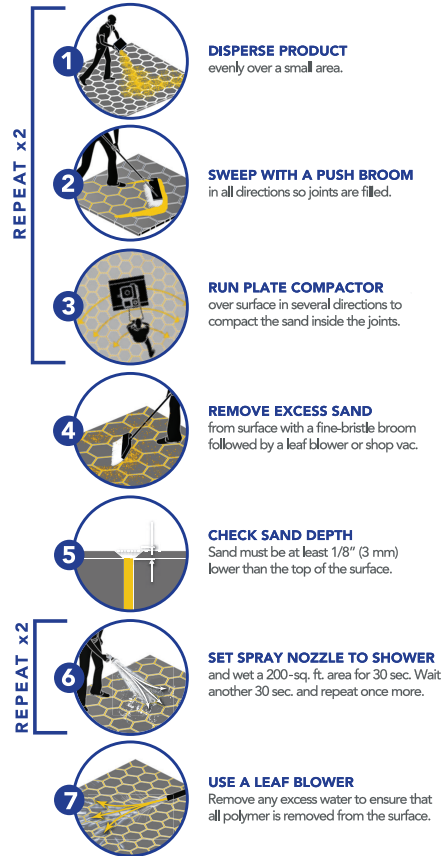 REPEAT x2
1
DISPERSE PRODUCT
evenly over a small area.
2
SWEEP WITH A PUSH BROOM
in all directions so joints are filled.
3
RUN PLATE COMPACTOR
over surface in several directions to
compact the sand inside the joints.
4
REMOVE EXCESS SAND
from surface with a fine-bristle broom
followed by a leaf blower or shop vac.
5
CHECK SAND DEPTH
Sand must be at least 1/8” (3 mm)
lower than the top of the surface.
REPEAT x2
6
SET SPRAY NOZZLE TO SHOWER
and wet a 200-sq. ft. area for 30 sec. Wait
another 30 sec. and repeat once more.
7
USE A LEAF BLOWER
Remove any excess water to ensure that
all polymer is removed from the surface.